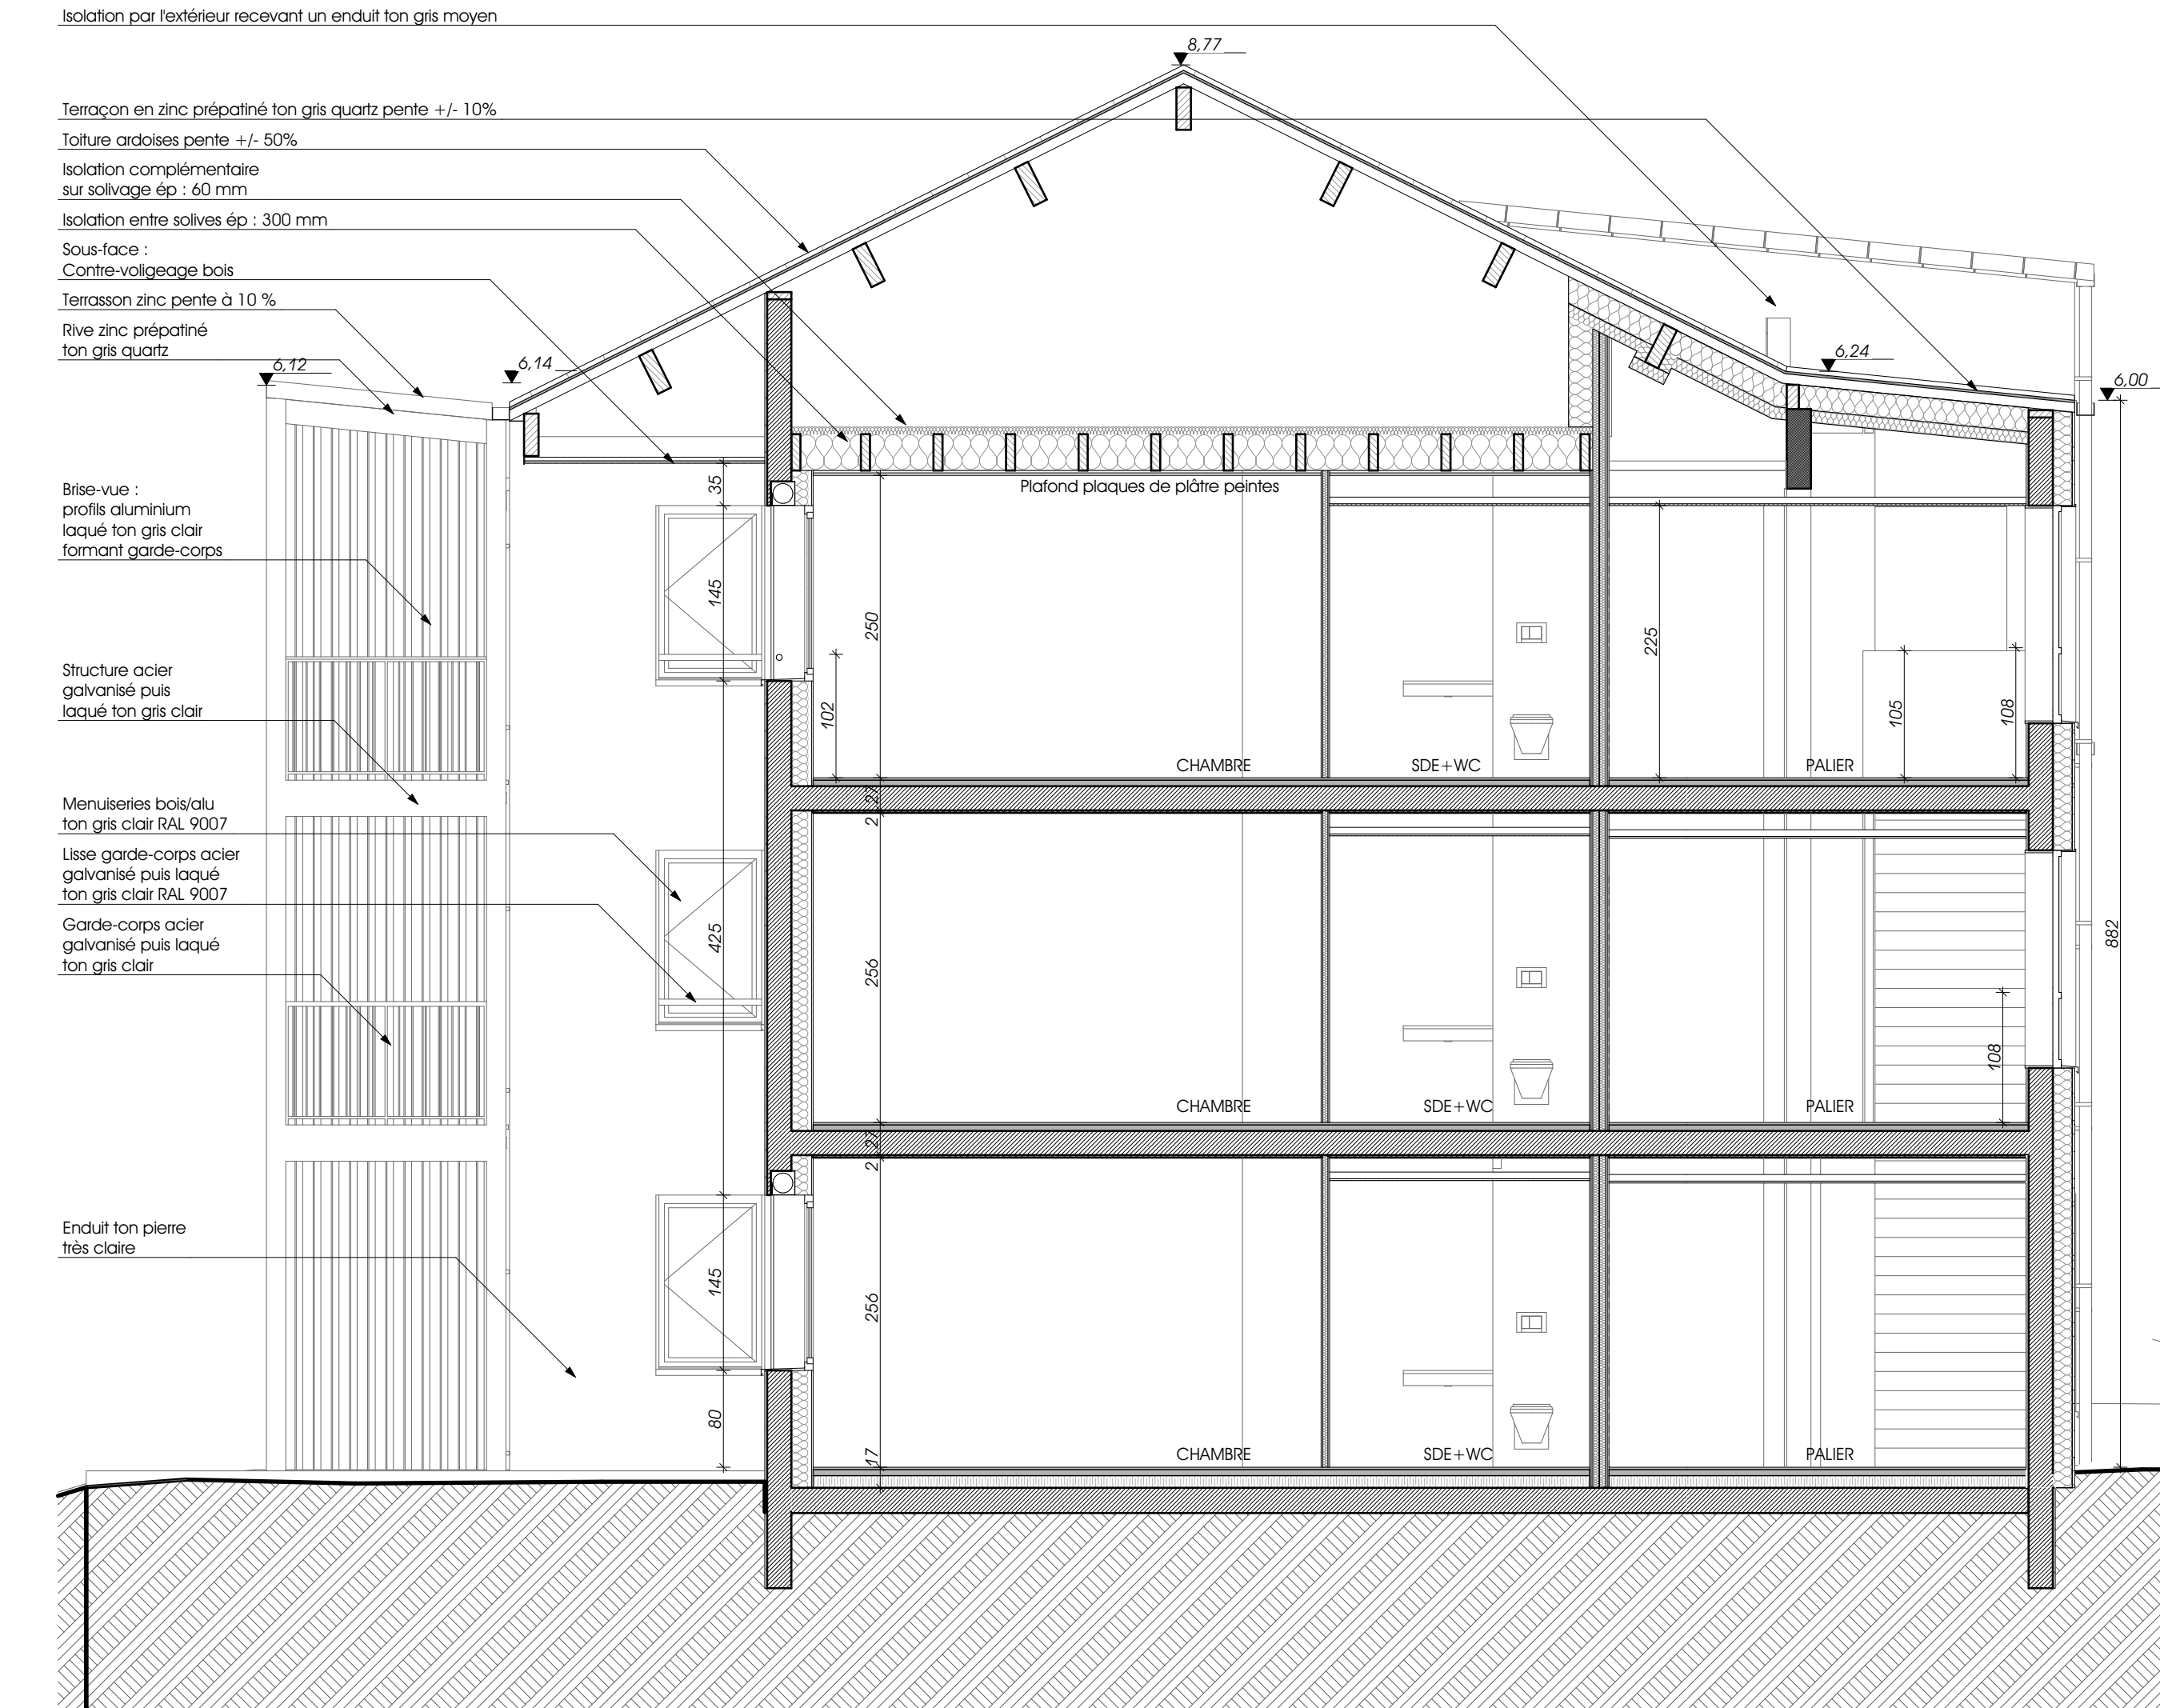 Isolation par l'extérieur recevant un enduit ton gris moyen
8,77
Terraçon en zinc prépatiné ton gris quartz pente +/- 10%
Toiture ardoises pente +/- 50%
Isolation complémentaire
sur solivage ép : 60 mm
Isolation entre solives ép : 300 mm
Sous-face :
Contre-voligeage bois
Terrasson zinc pente à 10 %
Rive zinc prépatiné
ton gris quartz
6,12
6,14
6,24
6,00
Brise-vue :
profils aluminium
laqué ton gris clair
formant garde-corps
35
Plafond plaques de plâtre peintes
145
250
225
102
105
108
Structure acier
galvanisé puis
laqué ton gris clair
CHAMBRE
SDE+WC
PALIER
Menuiseries bois/alu
ton gris clair RAL 9007
27
2
Lisse garde-corps acier
galvanisé puis laqué
ton gris clair RAL 9007
Garde-corps acier
galvanisé puis laqué
ton gris clair
425
256
882
108
CHAMBRE
SDE+WC
PALIER
27
2
Enduit ton pierre
très claire
145
256
80
17
CHAMBRE
SDE+WC
PALIER